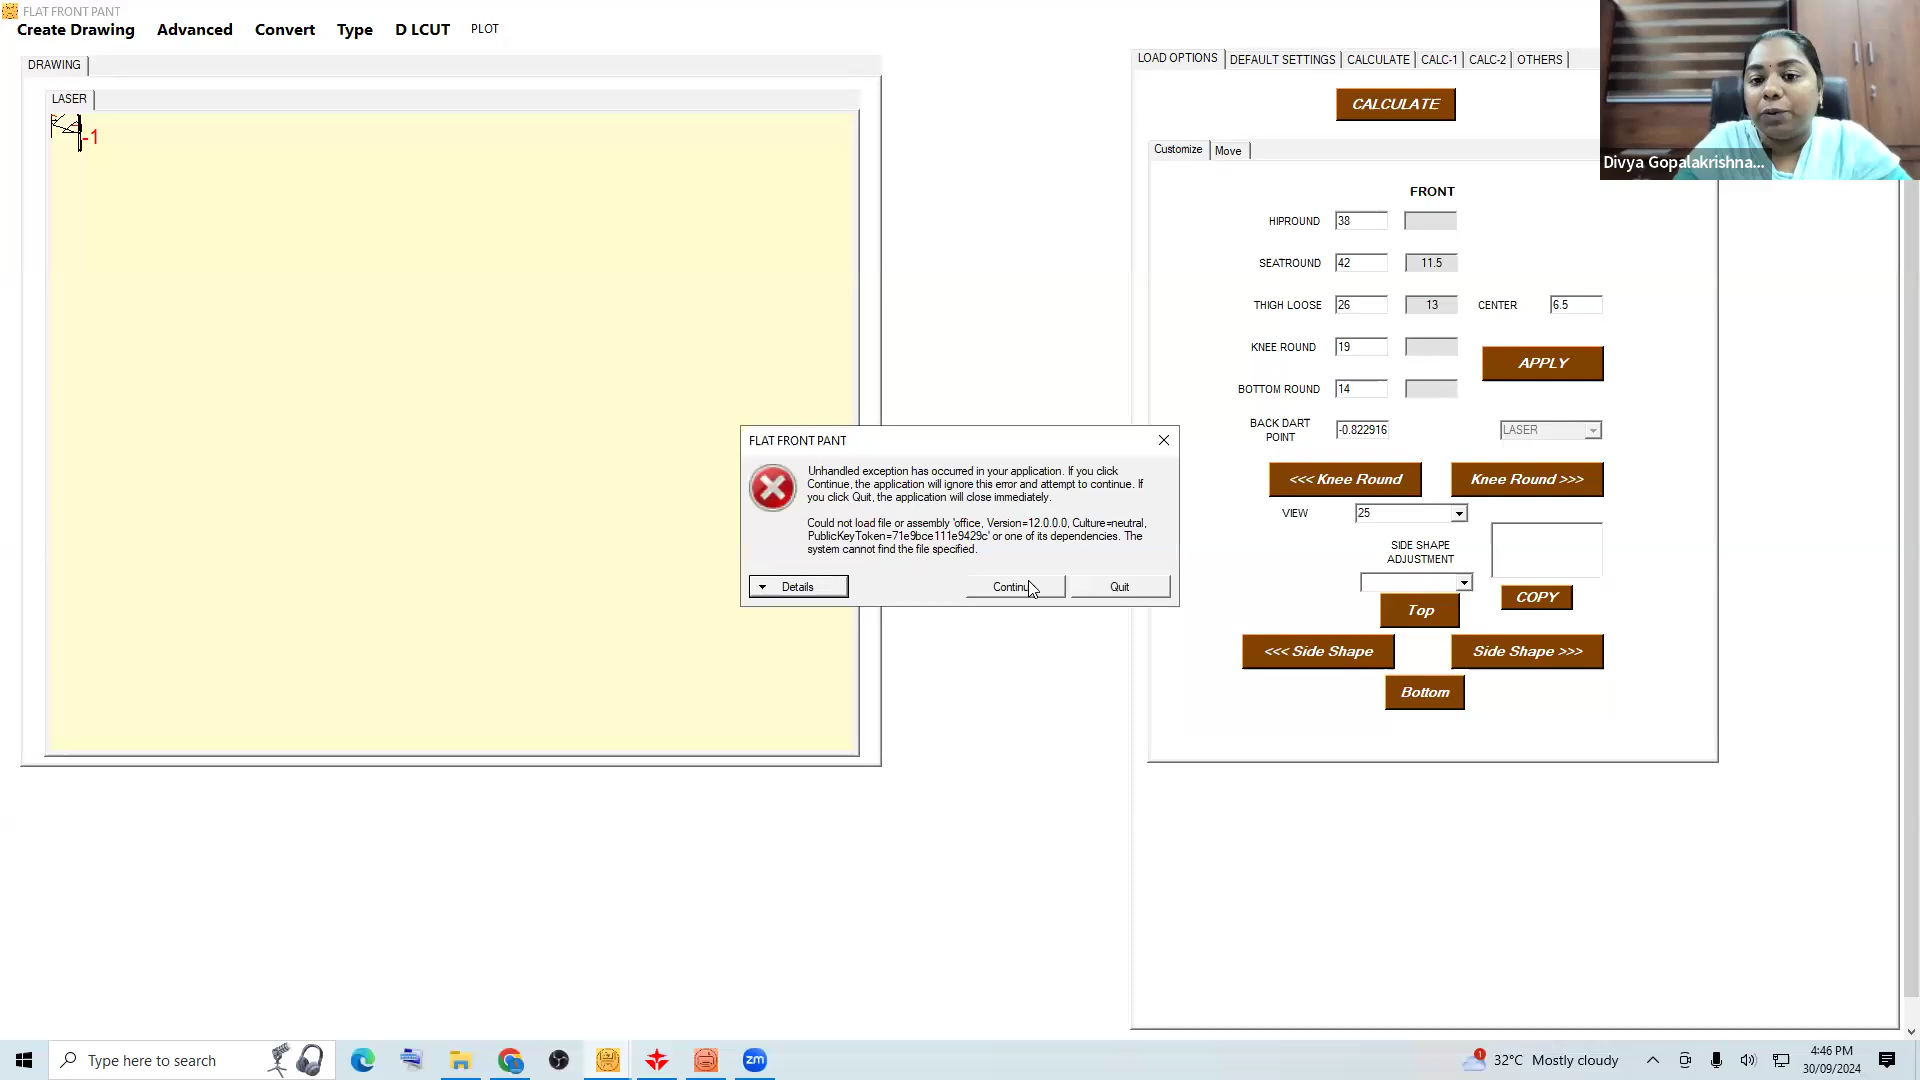 FLAT FRONT PANT
Create Drawing Advanced Convert Type D LCUT PLOT
DRAWING
LASER
-1
LOAD OPTIONS DEFAULT SETTINGS CALCULATE CALC-1 CALC-2 OTHERS
CALCULATE
Customize Move
Divya Gopalakrishna...
FRONT
HIPROUND 38
SEATROUND 42 11.5
THIGH LOOSE 26 13 CENTER 6.5
KNEE ROUND 19
APPLY
BOTTOM ROUND 14
BACK DART
POINT
-0.822916
LASER
<<< Knee Round Knee Round >>>
VIEW 25
SIDE SHAPE
ADJUSTMENT
COPY
Top
<<< Side Shape Side Shape >>>
Bottom
FLAT FRONT PANT
Unhandled exception has occurred in your application. If you click
Continue, the application will ignore this error and attempt to continue. If
you click Quit, the application will close immediately.
Could not load file or assembly 'office, Version=12.0.0.0, Culture=neutral,
PublicKeyToken=71e9bce111e9429c' or one of its dependencies. The
system cannot find the file specified.
Details Continue Quit
Type here to search
zm
1
32°C Mostly cloudy
4:46 PM
30/09/2024